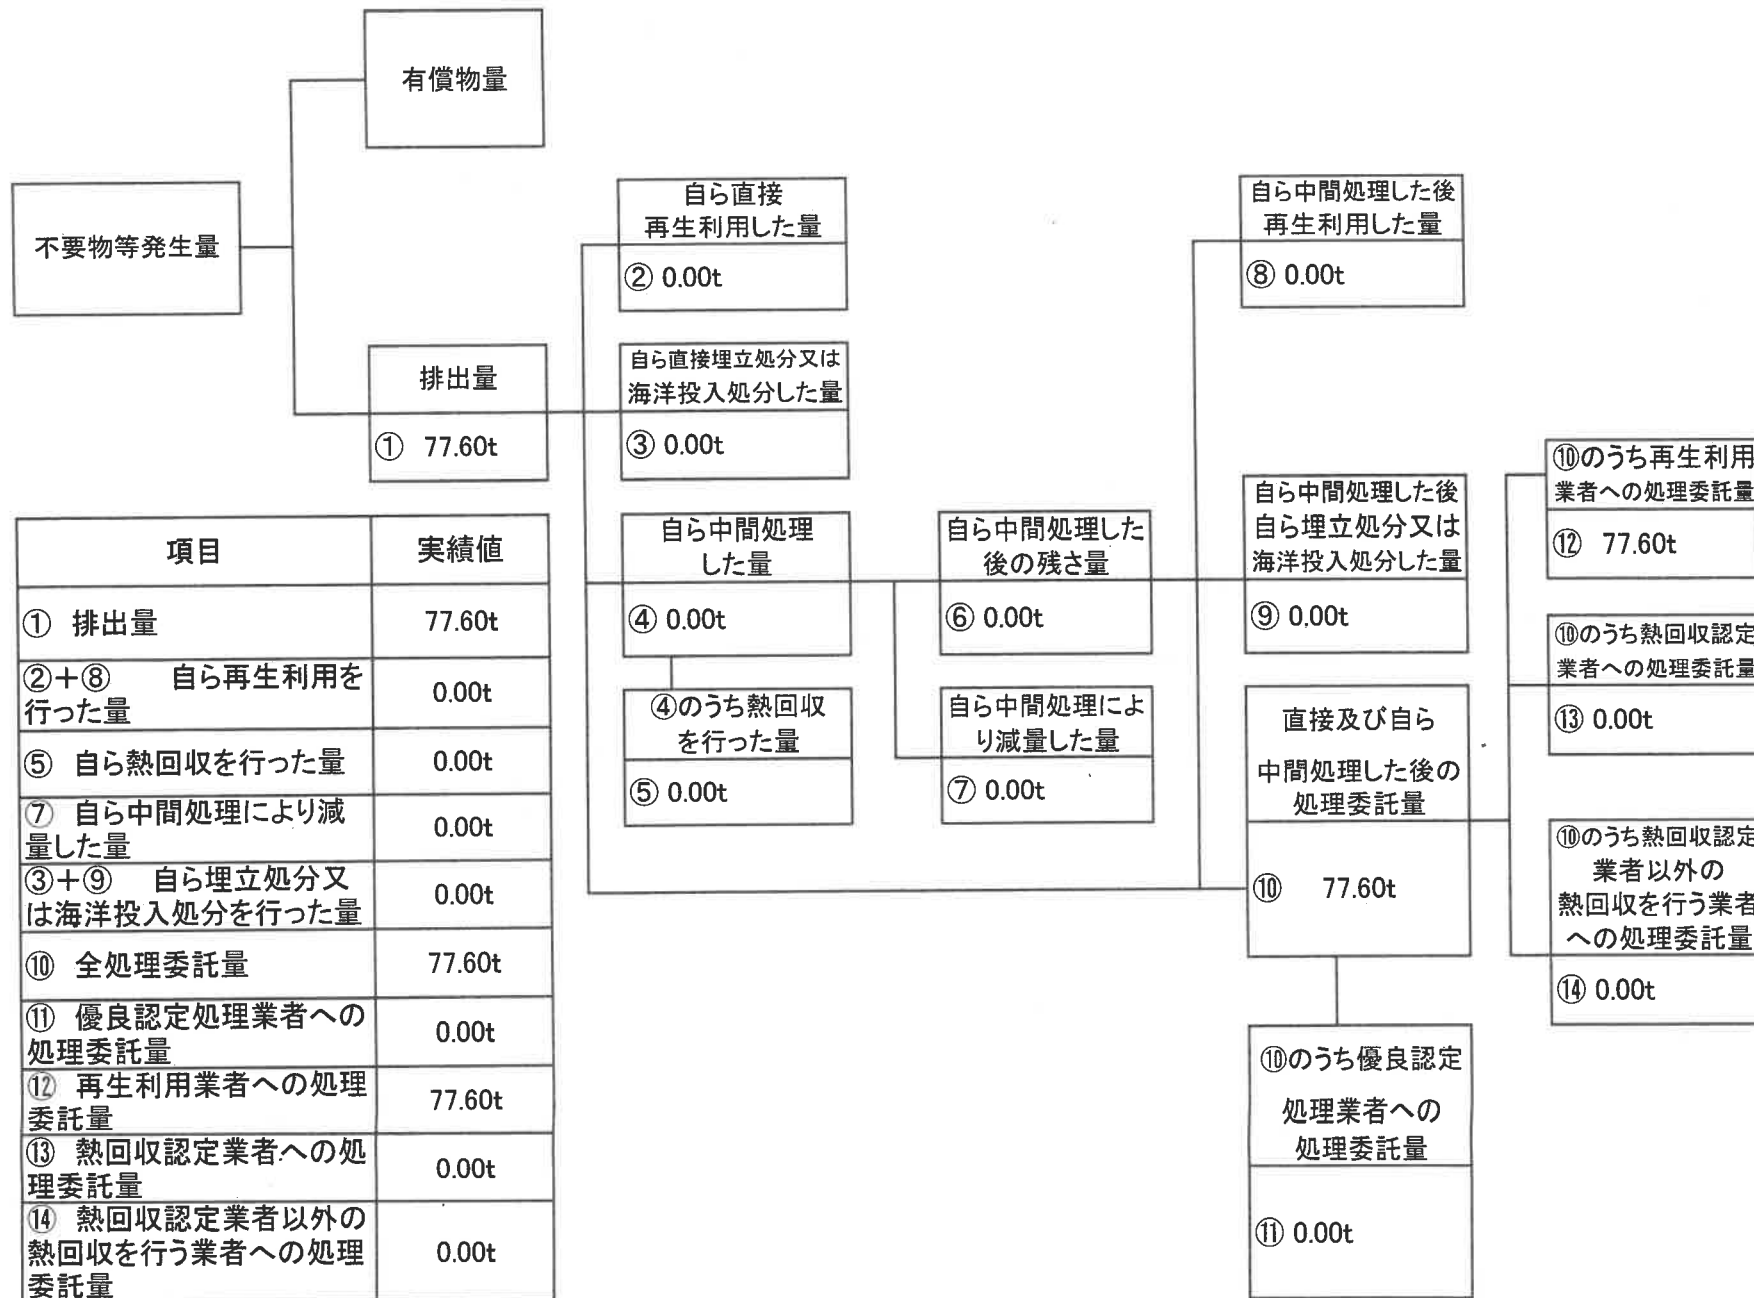 有償物量
不要物等発生量
排出量
① 77.60t
自ら直接
再生利用した量
② 0.00t
自ら直接埋立処分又は
海洋投入処分した量
③ 0.00t
自ら中間処理
した量
④ 0.00t
④のうち熱回収
を行った量
⑤ 0.00t
自ら中間処理した
後の残さ量
⑥ 0.00t
自ら中間処理によ
り減量した量
⑦ 0.00t
自ら中間処理した後
再生利用した量
⑧ 0.00t
自ら中間処理した後
自ら埋立処分又は
海洋投入処分した量
⑨ 0.00t
直接及び自ら
中間処理した後の
処理委託量
⑩ 77.60t
⑩のうち優良認定
処理業者への
処理委託量
⑪ 0.00t
⑩のうち再生利用
業者への処理委託量
⑫ 77.60t
⑩のうち熱回収認定
業者への処理委託量
⑬ 0.00t
⑩のうち熱回収認定
業者以外の
熱回収を行う業者
への処理委託量
⑭ 0.00t
項目 実績値
① 排出量 77.60t
②+⑧ 自ら再生利用を
行った量 0.00t
⑤ 自ら熱回収を行った量 0.00t
⑦ 自ら中間処理により減
量した量 0.00t
③+⑨ 自ら埋立処分又
は海洋投入処分を行った量 0.00t
⑩ 全処理委託量 77.60t
⑪ 優良認定処理業者への
処理委託量 0.00t
⑫ 再生利用業者への処理
委託量 77.60t
⑬ 熱回収認定業者への処
理委託量 0.00t
⑭ 熱回収認定業者以外の
熱回収を行う業者への処理
委託量 0.00t